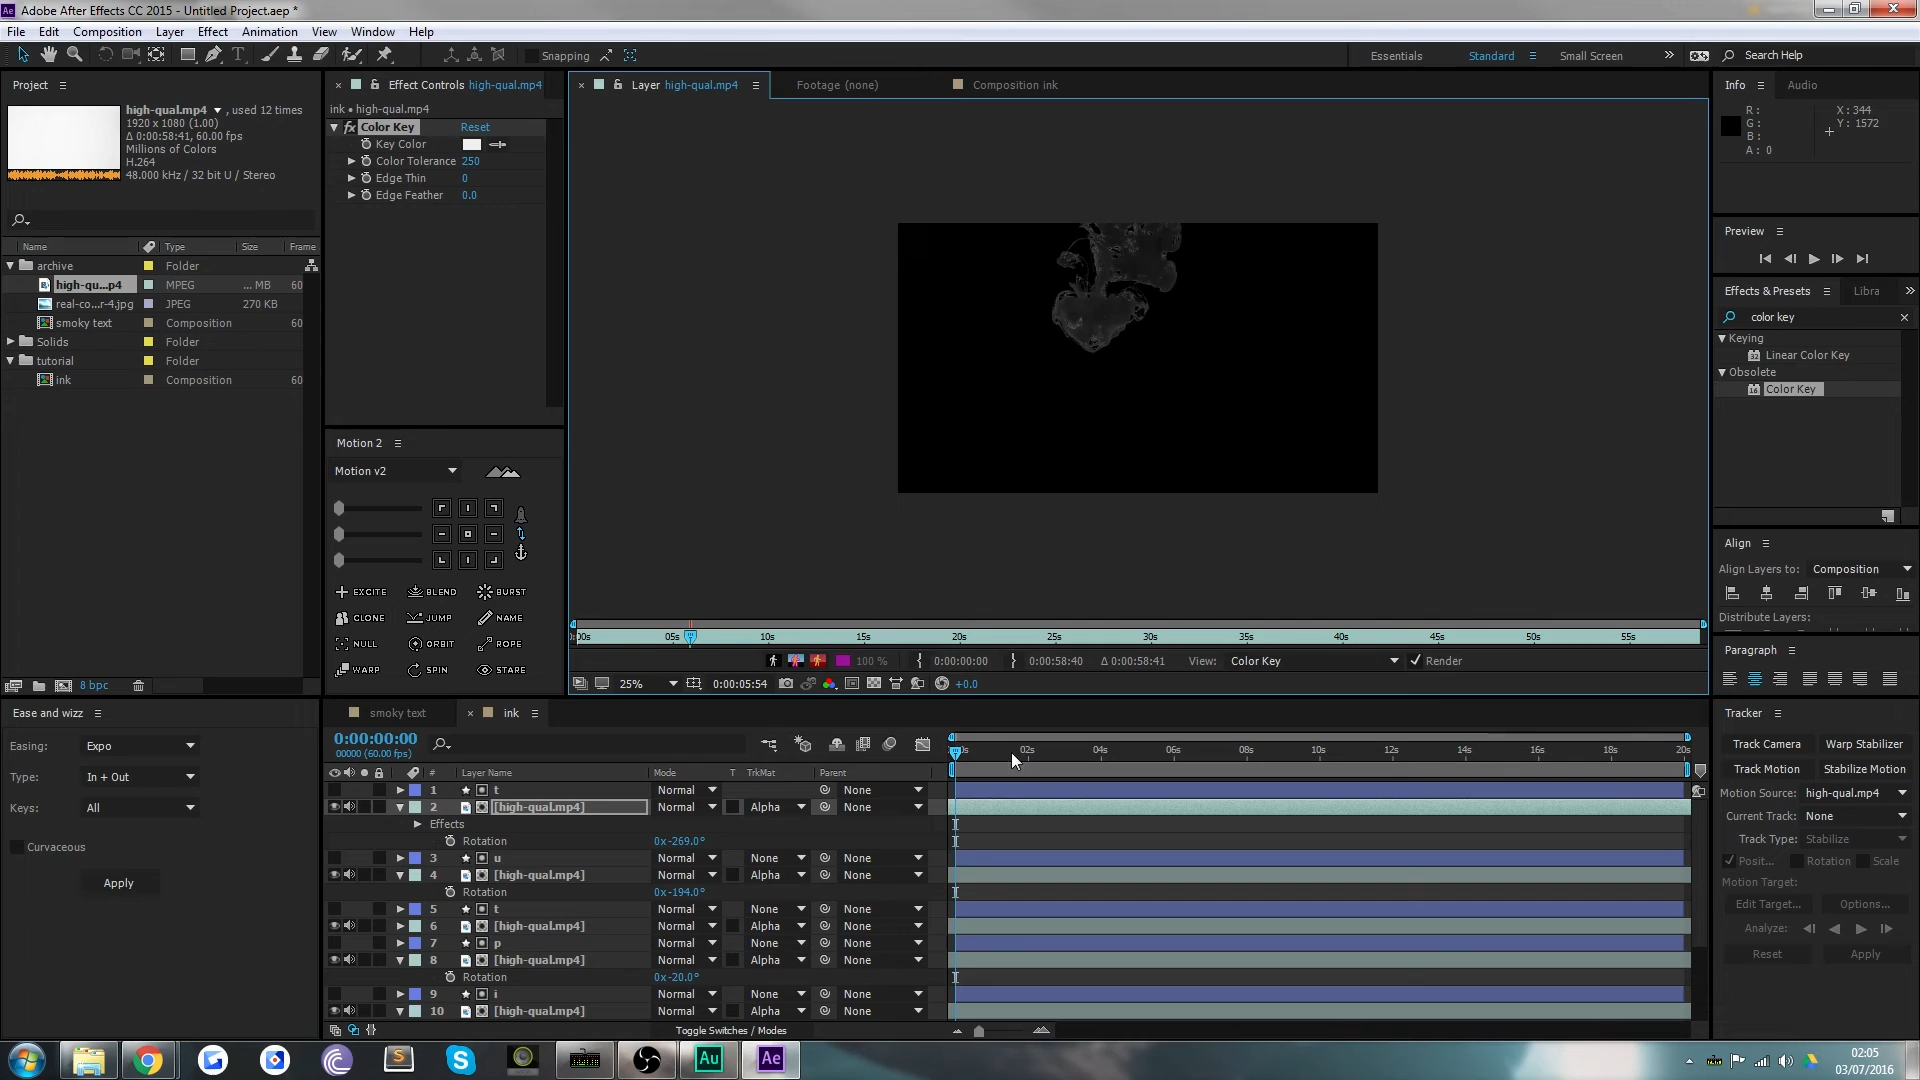 Adobe After Effects CC 2015 - Untitled Project.aep *
File Edit Composition Layer Effect Animation View Window Help
Snapping
Essentials Standard Small Screen Search Help
Project
high-qual.mp4 , used 12 times
1920 x 1080 (1.00)
Δ 0:00:58:41, 60.00 fps)
Millions of Colors
H.264
48.000 kHz / 32 bit U / Stereo
Name Type Size Frame
archive Folder
high-qu...p4 MPEG ... MB 60
real-co...r-4.jpg JPEG 270 KB
smoky text Composition 60
Solids Folder
tutorial Folder
ink Composition 60
8 bpc
Effect Controls high-qual.mp4
ink • high-qual.mp4
fx Color Key Reset
Key Color
Color Tolerance 250
Edge Thin 0
Edge Feather 0.0
Motion 2
Motion v2
EXCITE BLEND BURST
CLONE JUMP NAME
NULL ORBIT ROPE
WARP SPIN STARE
Layer high-qual.mp4 Footage (none) Composition ink
00s 05s 10s 15s 20s 25s 30s 35s 40s 45s 50s 55s
100 % 0:00:00:00 0:00:58:40 Δ 0:00:58:41 View: Color Key Render
25% 0:00:05:54 +0.0
Info Audio
R: X: 344
G: Y: 1572
B:
A: 0
Preview
Effects & Presets Libra
color key
Keying
Linear Color Key
Obsolete
Color Key
Align
Align Layers to: Composition
Distribute Layers:
Paragraph
Ease and wizz
Easing: Expo
Type: In + Out
Keys: All
Curvaceous
Apply
smoky text ink
0:00:00:00
00000 (60.00 fps)
02s 04s 06s 08s 10s 12s 14s 16s 18s 20s
# Layer Name Mode T TrkMat Parent
1 t Normal None
2 [high-qual.mp4] Normal Alpha None
Effects
Rotation 0x-269.0°
3 u Normal None None
4 [high-qual.mp4] Normal Alpha None
Rotation 0x-194.0°
5 t Normal None None
6 [high-qual.mp4] Normal Alpha None
7 p Normal None None
8 [high-qual.mp4] Normal Alpha None
Rotation 0x-20.0°
9 i Normal None None
10 [high-qual.mp4] Normal Alpha None
Toggle Switches / Modes
Tracker
Track Camera Warp Stabilizer
Track Motion Stabilize Motion
Motion Source: high-qual.mp4
Current Track: None
Track Type: Stabilize
Posit... Rotation Scale
Motion Target:
Edit Target... Options...
Analyze:
Reset Apply
Au Ae
02:05
03/07/2016